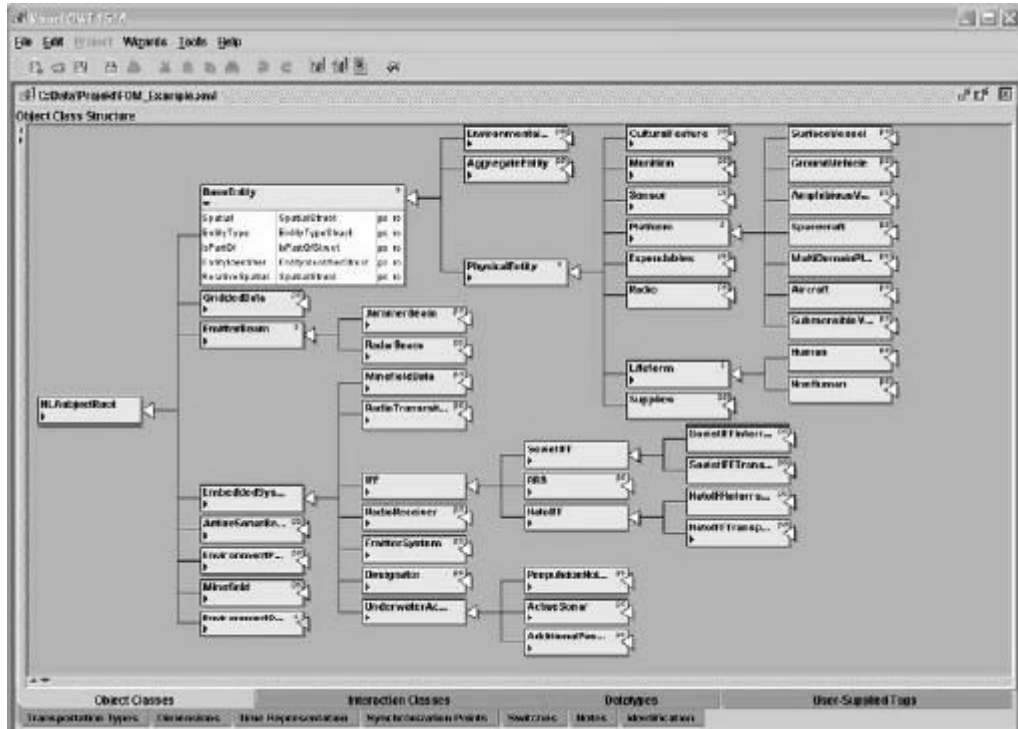 File Edit Project Wizards Tools Help
C:\Data\Projekt\FOM_Example.xml
Object Class Structure
HLAobjectRoot
BaseEntity
Spatial SpatialStruct
EntityType EntityTypeStruct
IsPartOf IsPartOfStruct
EntityIdentifier EntityIdentifierStruct
RelativeSpatial SpatialStruct
GriddedData
EmitterBeam
EmbeddedSys...
ActiveSonarBe...
EnvironmentP...
Minefield
EnvironmentO...
JammerBeam
RadarBeam
MinefieldData
RadioTransmit...
IFF
RadioReceiver
EmitterSystem
Designator
UnderwaterAc...
Environmental...
AggregateEntity
PhysicalEntity
SovietIFF
RRB
NatoIFF
PropulsionNoi...
ActiveSonar
AdditionalPas...
CulturalFeature
Munition
Sensor
Platform
Expendables
Radio
Lifeform
Supplies
SovietIFFInterr...
SovietIFFTrans...
NatoIFFInterro...
NatoIFFTransp...
SurfaceVessel
GroundVehicle
AmphibiousV...
Spacecraft
MultiDomainPl...
Aircraft
SubmersibleV...
Human
NonHuman
Object Classes Interaction Classes Datatypes User-Supplied Tags
Transportation Types Dimensions Time Representation Synchronization Points Switches Notes Identification